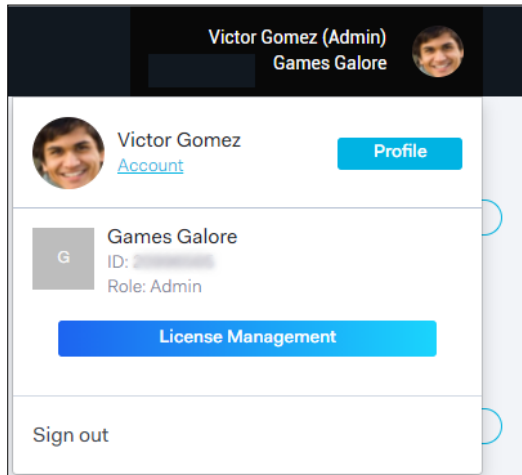 Victor Gomez (Admin)
Games Galore
Victor Gomez
Account
Profile
G
Games Galore
ID:
Role: Admin
License Management
Sign out